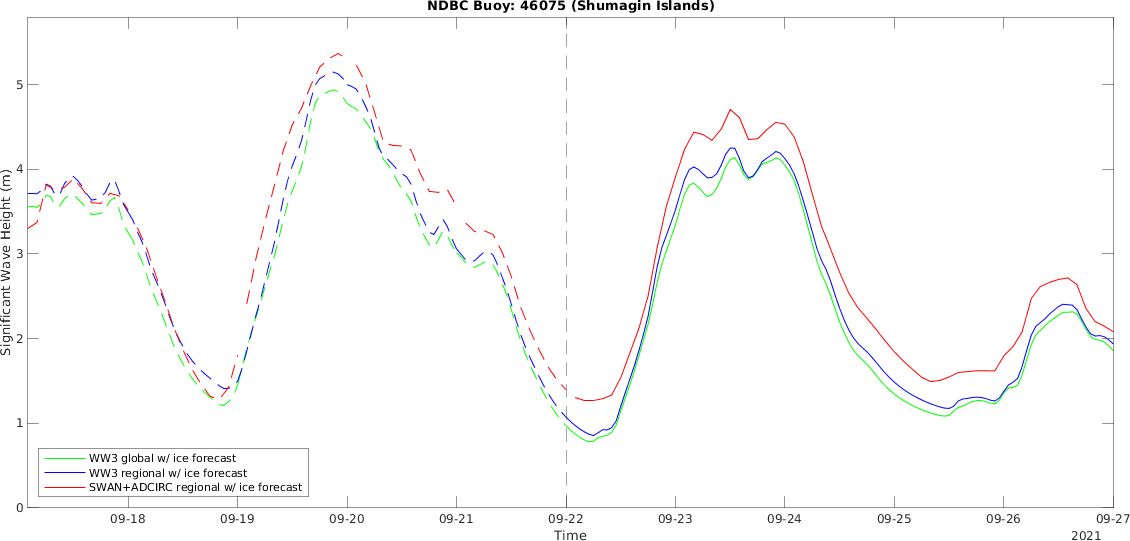 NDBC Buoy: 46075 (Shumagin Islands)
Significant Wave Height (m)
5
4
3
2
1
0
WW3 global w/ ice forecast
WW3 regional w/ ice forecast
SWAN+ADCIRC regional w/ ice forecast
09-18 09-19 09-20 09-21 09-22 09-23 09-24 09-25 09-26 09-27
Time
2021